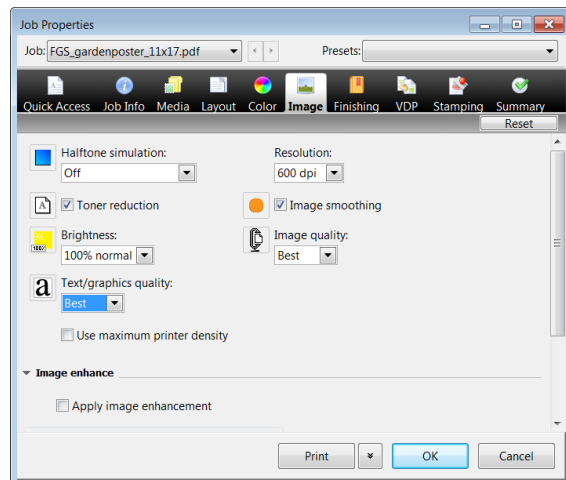 Job Properties
Job: FGS_gardenposter_11x17.pdf Presets:
Quick Access Job Info Media Layout Color Image Finishing VDP Stamping Summary
Reset
Halftone simulation: Resolution:
Off 600 dpi
A Toner reduction Image smoothing
Brightness: Image quality:
100% 100% normal Best
a Text/graphics quality:
Best
Use maximum printer density
Image enhance
Apply image enhancement
Print OK Cancel